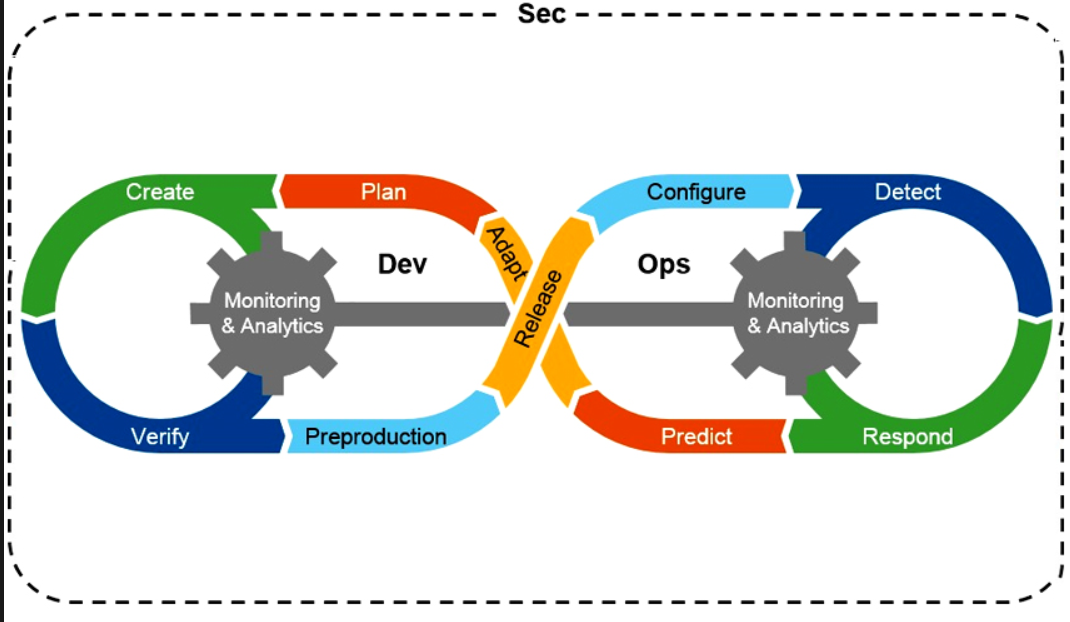 Sec
Create
Plan
Configure
Detect
Adapt
Dev
Ops
Release
Monitoring
& Analytics
Monitoring
& Analytics
Verify
Preproduction
Predict
Respond